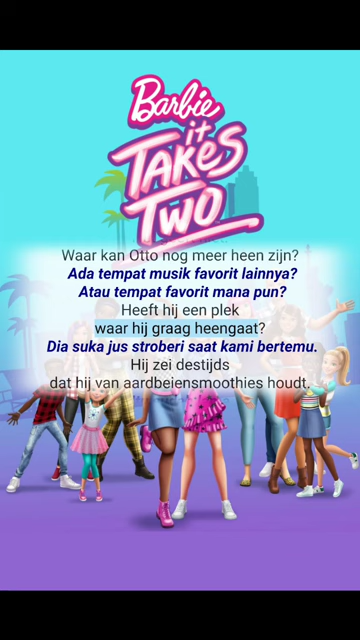 Barbie
it
TAKES
TWO
Waar kan Otto nog meer heen zijn?
Ada tempat musik favorit lainnya?
Atau tempat favorit mana pun?
Heeft hij een plek
waar hij graag heengaat?
Dia suka jus stroberi saat kami bertemu.
Hij zei destijds
dat hij van aardbeiensmoothies houdt.